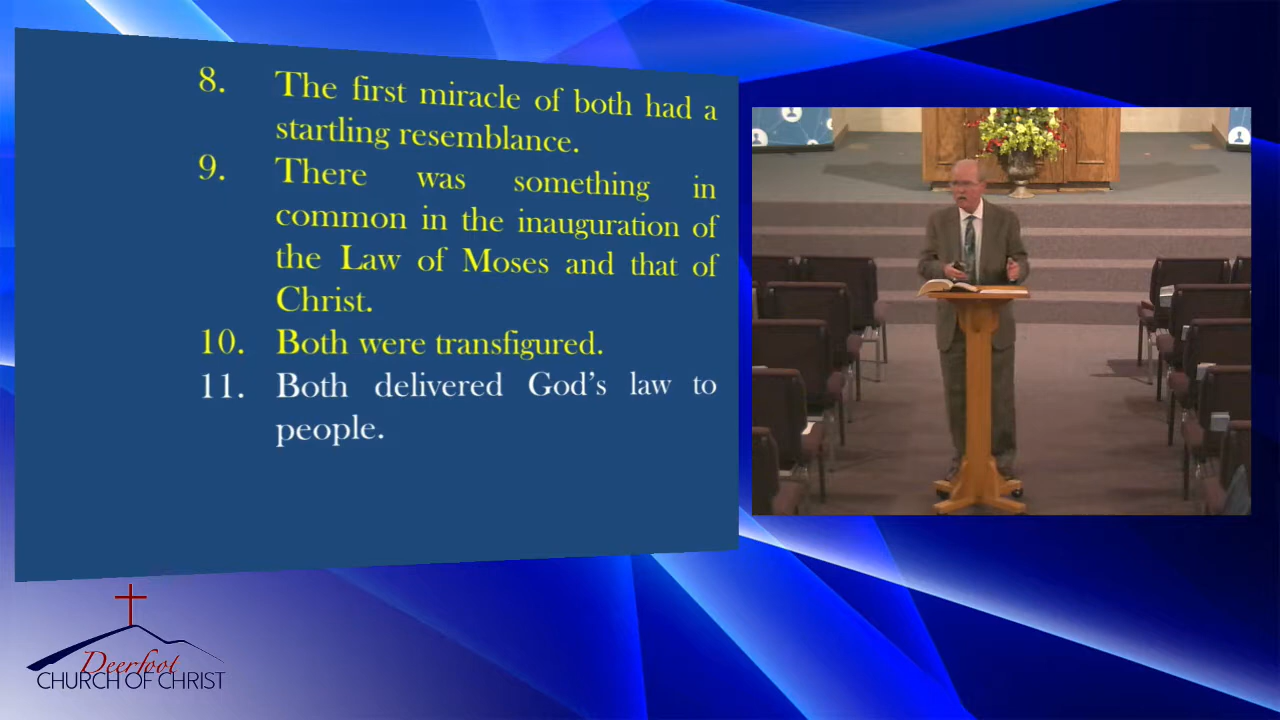 8. The first miracle of both had a
startling resemblance.
9. There was something in
common in the inauguration of
the Law of Moses and that of
Christ.
10. Both were transfigured.
11. Both delivered God's law to
people.
Deerfoot
CHURCH OF CHRIST